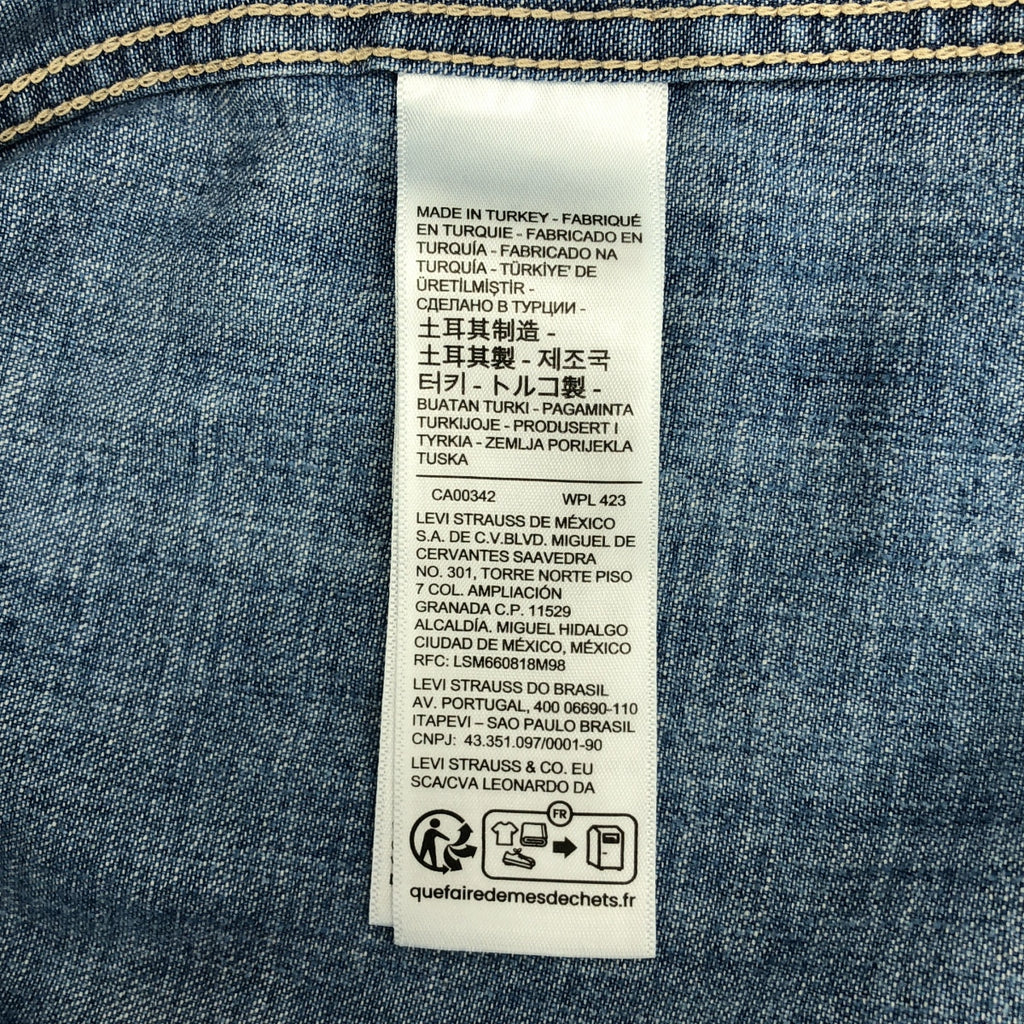 MADE IN TURKEY - FABRIQUÉ
EN TURQUIE - FABRICADO EN
TURQUÍA - FABRICADO NA
TURQUÍA - TÜRKİYE' DE
ÜRETİLMİŞTİR -
СДЕЛАНО В ТУРЦИИ -
土耳其制造 -
土耳其製 - 제조국
터키 - トルコ製 -
BUATAN TURKI - PAGAMINTA
TURKIJOJE - PRODUSERT I
TYRKIA - ZEMLJA PORIJEKLA
TUSKA
CA00342 WPL 423
LEVI STRAUSS DE MÉXICO
S.A. DE C.V.BLVD. MIGUEL DE
CERVANTES SAAVEDRA
NO. 301, TORRE NORTE PISO
7 COL. AMPLIACIÓN
GRANADA C.P. 11529
ALCALDÍA. MIGUEL HIDALGO
CIUDAD DE MÉXICO, MÉXICO
RFC: LSM660818M98
LEVI STRAUSS DO BRASIL
AV. PORTUGAL, 400 06690-110
ITAPEVI – SAO PAULO BRASIL
CNPJ: 43.351.097/0001-90
LEVI STRAUSS & CO. EU
SCA/CVA LEONARDO DA
FR
quefairedemesdechets.fr